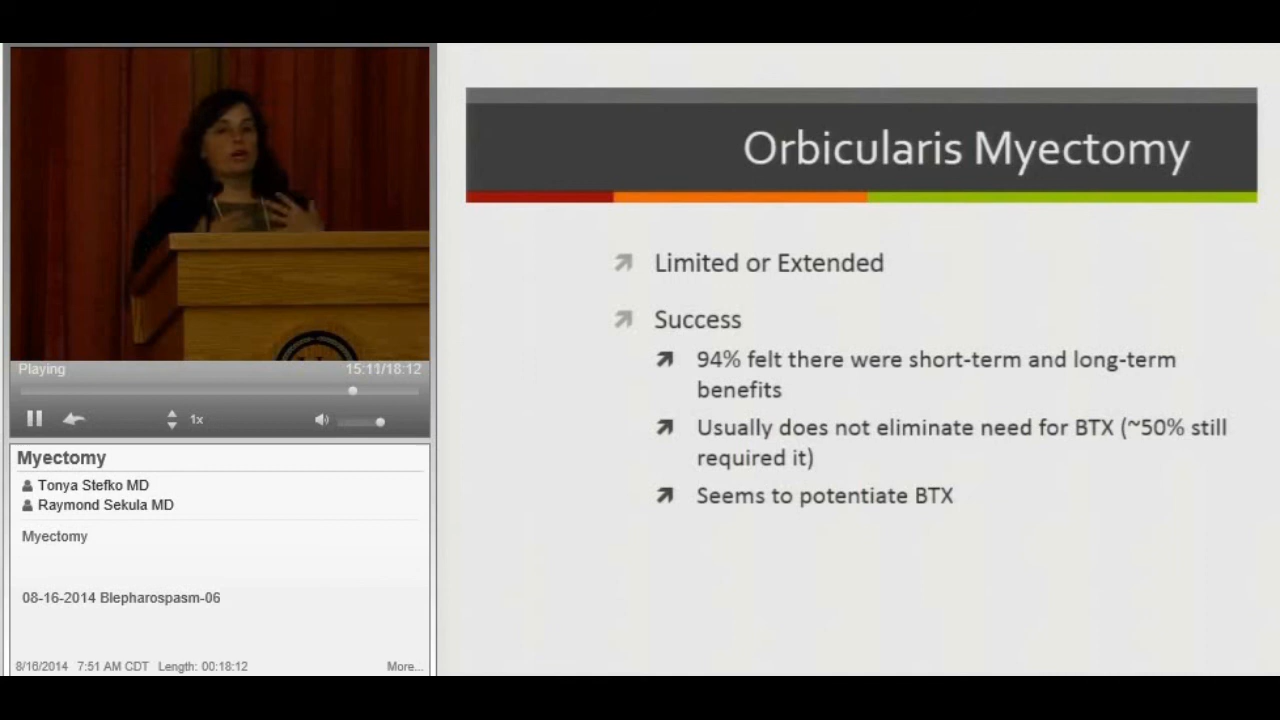 Orbicularis Myectomy
Limited or Extended
Success
94% felt there were short-term and long-term
benefits
Usually does not eliminate need for BTX (~50% still
required it)
Seems to potentiate BTX
Playing
15:11/18:12
1x
Myectomy
Tonya Stefko MD
Raymond Sekula MD
Myectomy
08-16-2014 Blepharospasm-06
8/16/2014 7:51 AM CDT Length: 00:18:12 More...